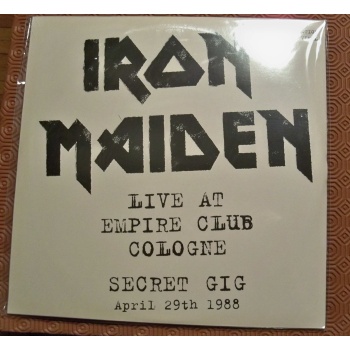 IRON
MAIDEN
LIVE AT
EMPIRE CLUB
COLOGNE
SECRET GIG
April 29th 1988